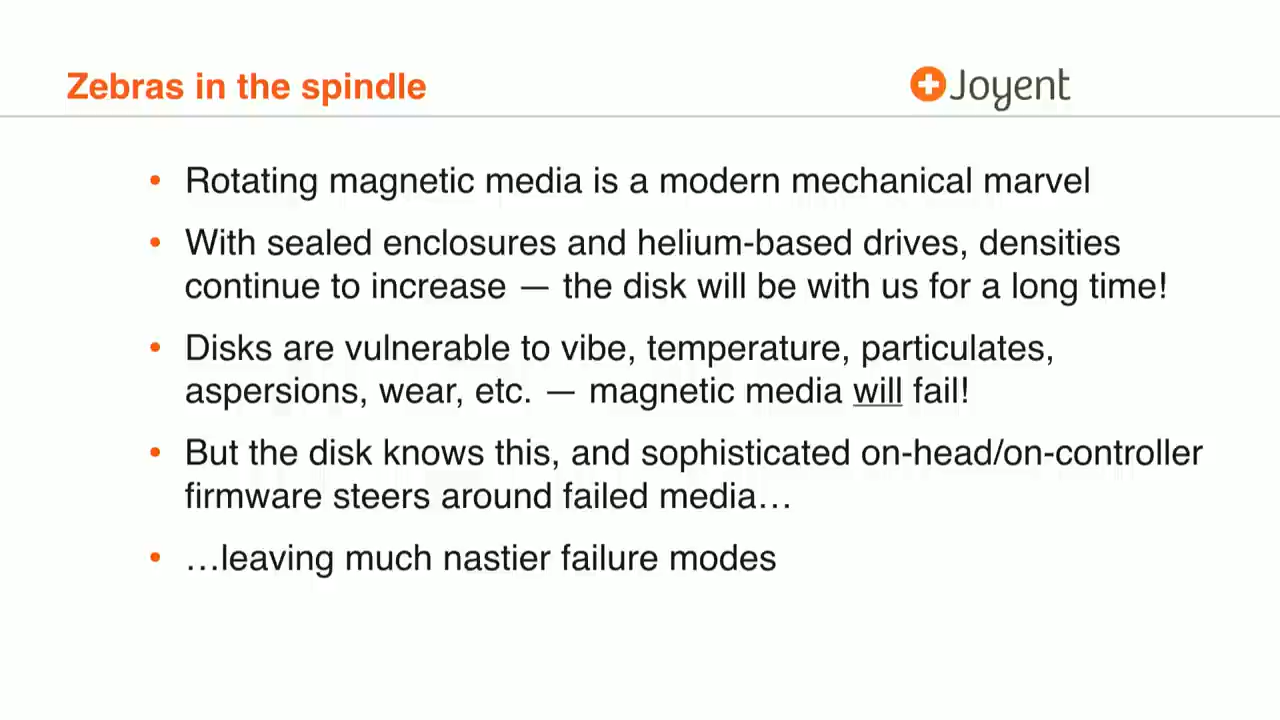 Zebras in the spindle
Joyent
• Rotating magnetic media is a modern mechanical marvel
• With sealed enclosures and helium-based drives, densities
continue to increase — the disk will be with us for a long time!
• Disks are vulnerable to vibe, temperature, particulates,
aspersions, wear, etc. — magnetic media will fail!
• But the disk knows this, and sophisticated on-head/on-controller
firmware steers around failed media…
• …leaving much nastier failure modes